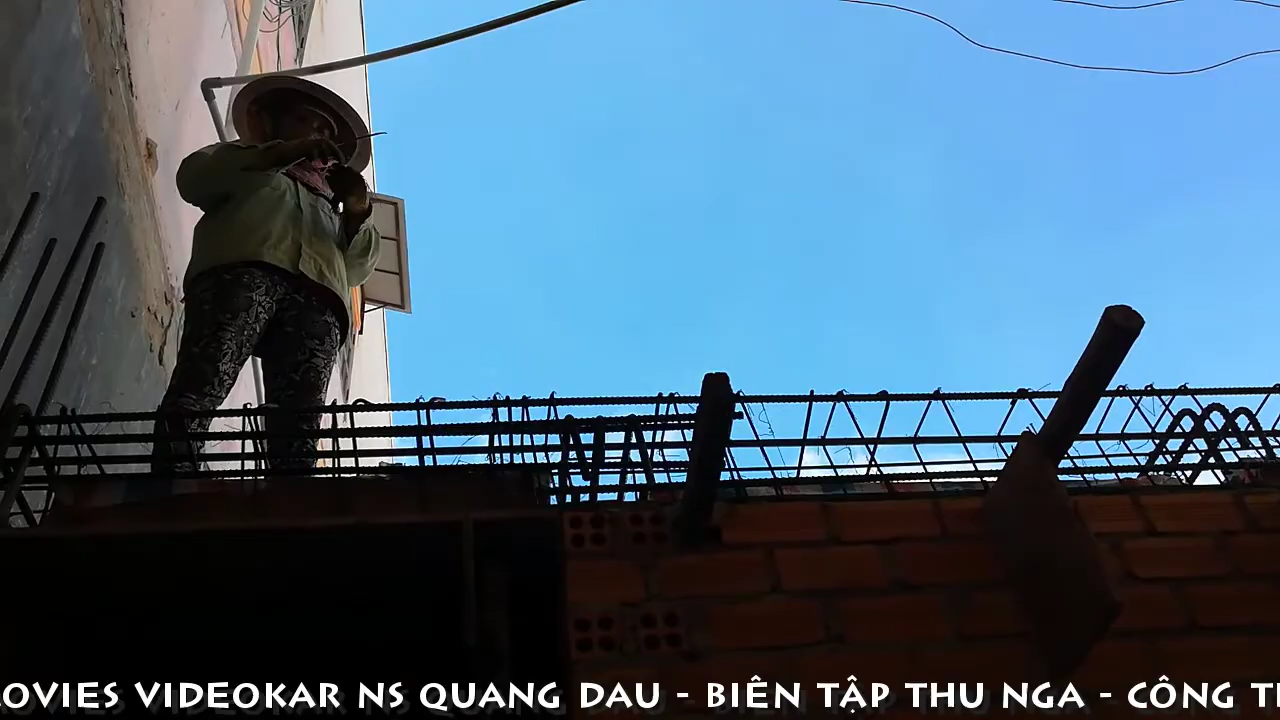 OVIES VIDEOKAR NS QUANG DAU - BIÊN TẬP THU NGA - CÔNG T